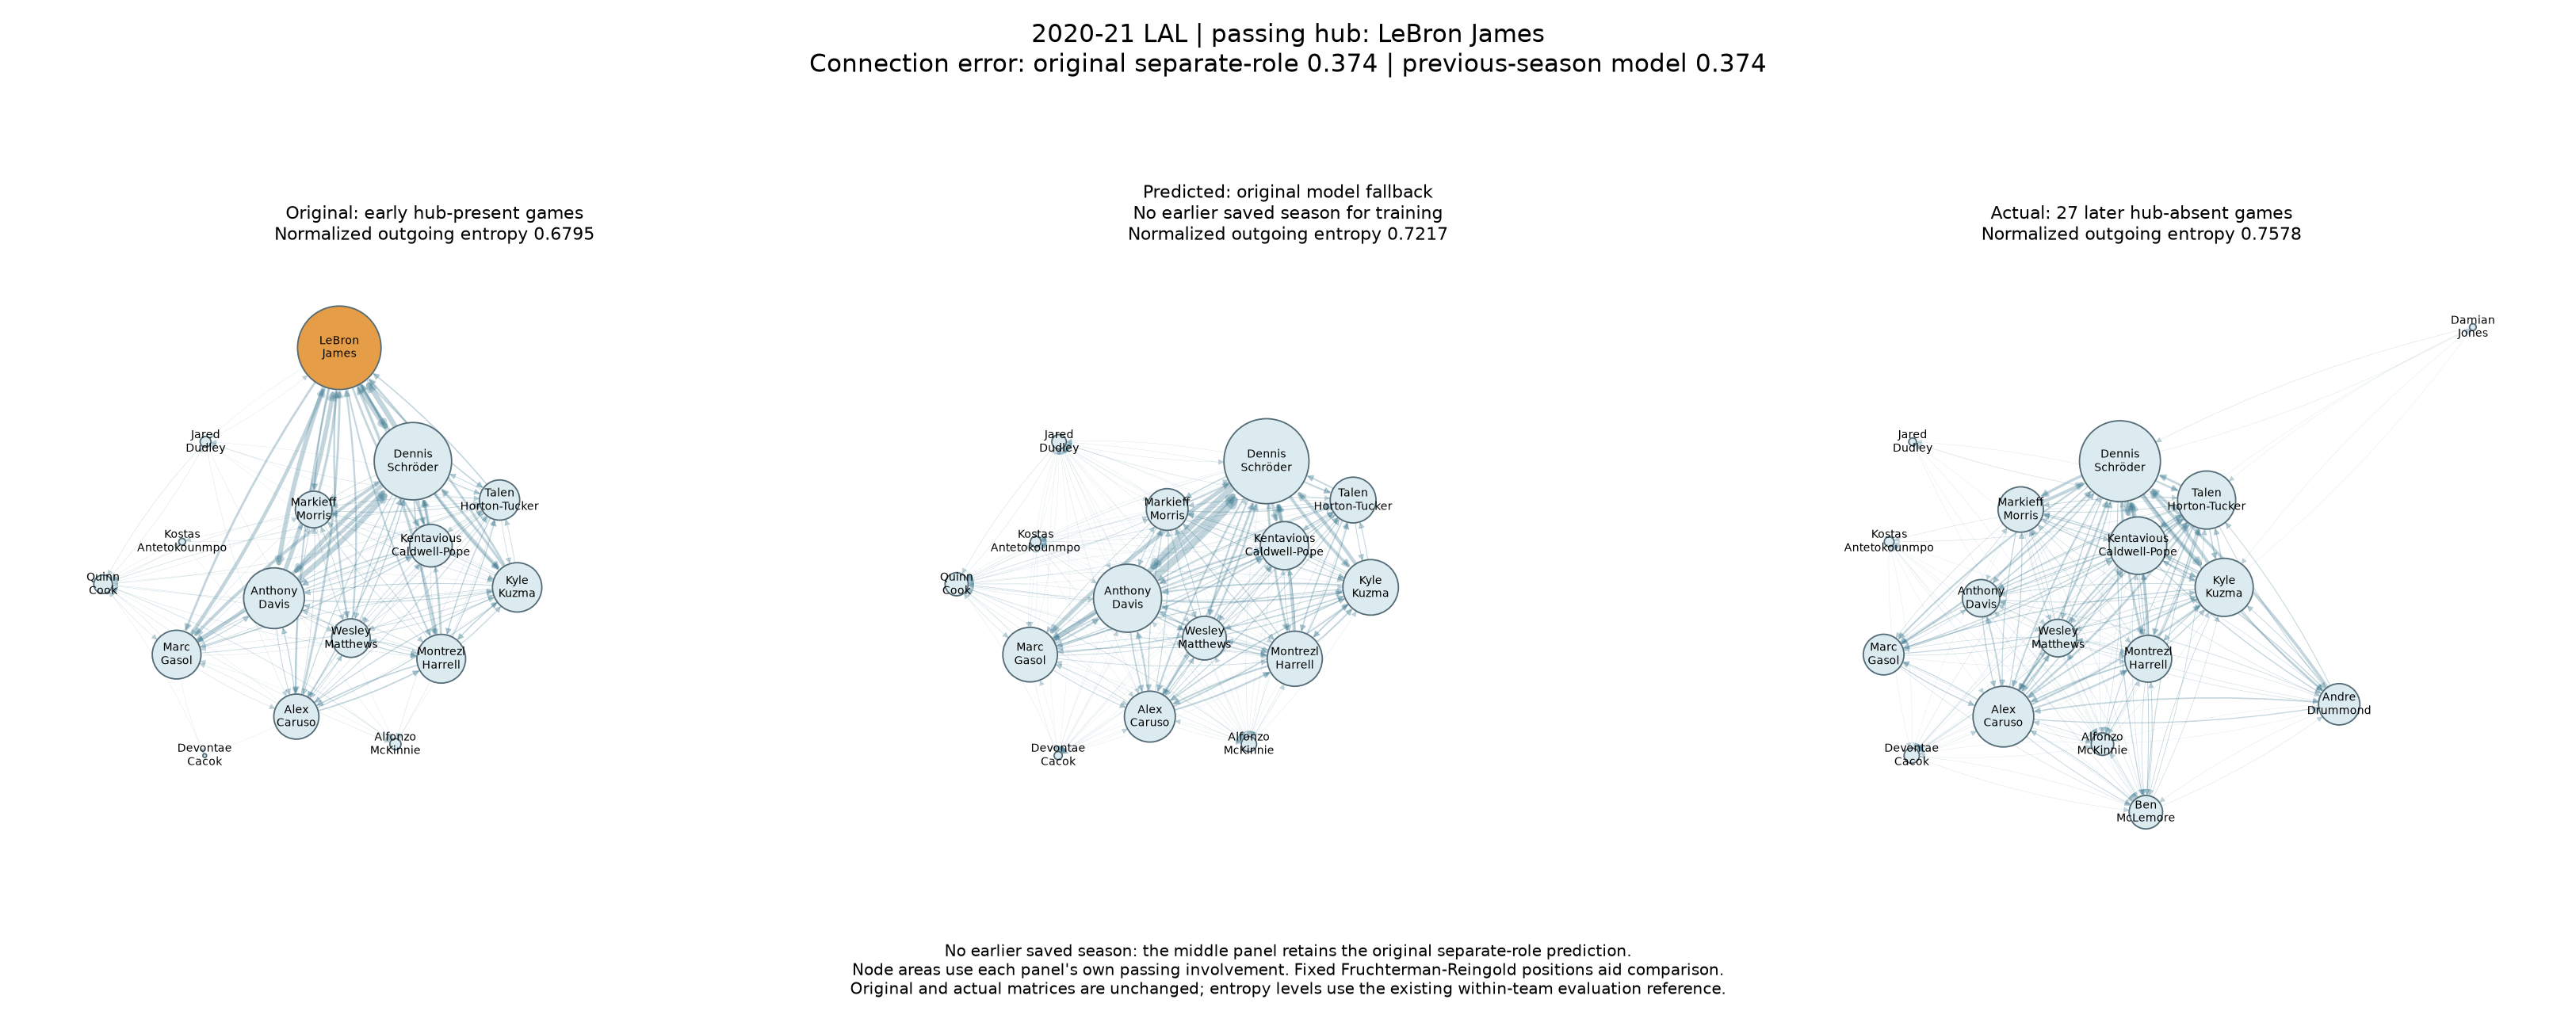 2020-21 LAL | passing hub: LeBron James
Connection error: original separate-role 0.374 | previous-season model 0.374
Original: early hub-present games
Normalized outgoing entropy 0.6795
LeBron
James
Jared
Dudley
Dennis
Schröder
Markieff
Morris
Talen
Horton-Tucker
Kostas
Antetokounmpo
Kentavious
Caldwell-Pope
Quinn
Cook
Anthony
Davis
Kyle
Kuzma
Wesley
Matthews
Marc
Gasol
Montrezl
Harrell
Alex
Caruso
Alfonzo
McKinnie
Devontae
Cacok
Predicted: original model fallback
No earlier saved season for training
Normalized outgoing entropy 0.7217
Jared
Dudley
Dennis
Schröder
Markieff
Morris
Talen
Horton-Tucker
Kostas
Antetokounmpo
Kentavious
Caldwell-Pope
Quinn
Cook
Anthony
Davis
Kyle
Kuzma
Wesley
Matthews
Marc
Gasol
Montrezl
Harrell
Alex
Caruso
Alfonzo
McKinnie
Devontae
Cacok
Actual: 27 later hub-absent games
Normalized outgoing entropy 0.7578
Damian
Jones
Jared
Dudley
Dennis
Schröder
Markieff
Morris
Talen
Horton-Tucker
Kostas
Antetokounmpo
Kentavious
Caldwell-Pope
Anthony
Davis
Kyle
Kuzma
Wesley
Matthews
Marc
Gasol
Montrezl
Harrell
Andre
Drummond
Alex
Caruso
Alfonzo
McKinnie
Devontae
Cacok
Ben
McLemore
No earlier saved season: the middle panel retains the original separate-role prediction.
Node areas use each panel's own passing involvement. Fixed Fruchterman-Reingold positions aid comparison.
Original and actual matrices are unchanged; entropy levels use the existing within-team evaluation reference.